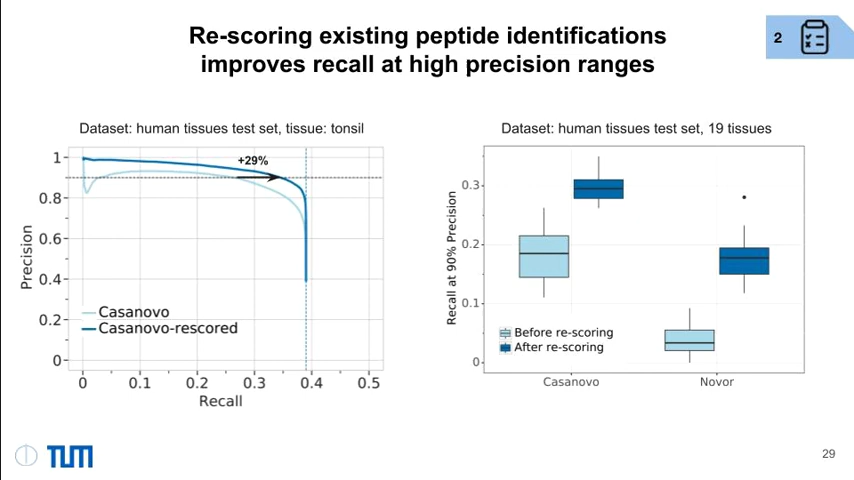 Re-scoring existing peptide identifications
improves recall at high precision ranges
2
Dataset: human tissues test set, tissue: tonsil
+29%
1
0.8
0.6
0.4
0.2
0
Precision
Casanovo
Casanovo-rescored
0
0.1
0.2
0.3
0.4
0.5
Recall
Dataset: human tissues test set, 19 tissues
Recall at 90% Precision
0.3
0.2
0.1
0
Before re-scoring
After re-scoring
Casanovo
Novor
TUM
29